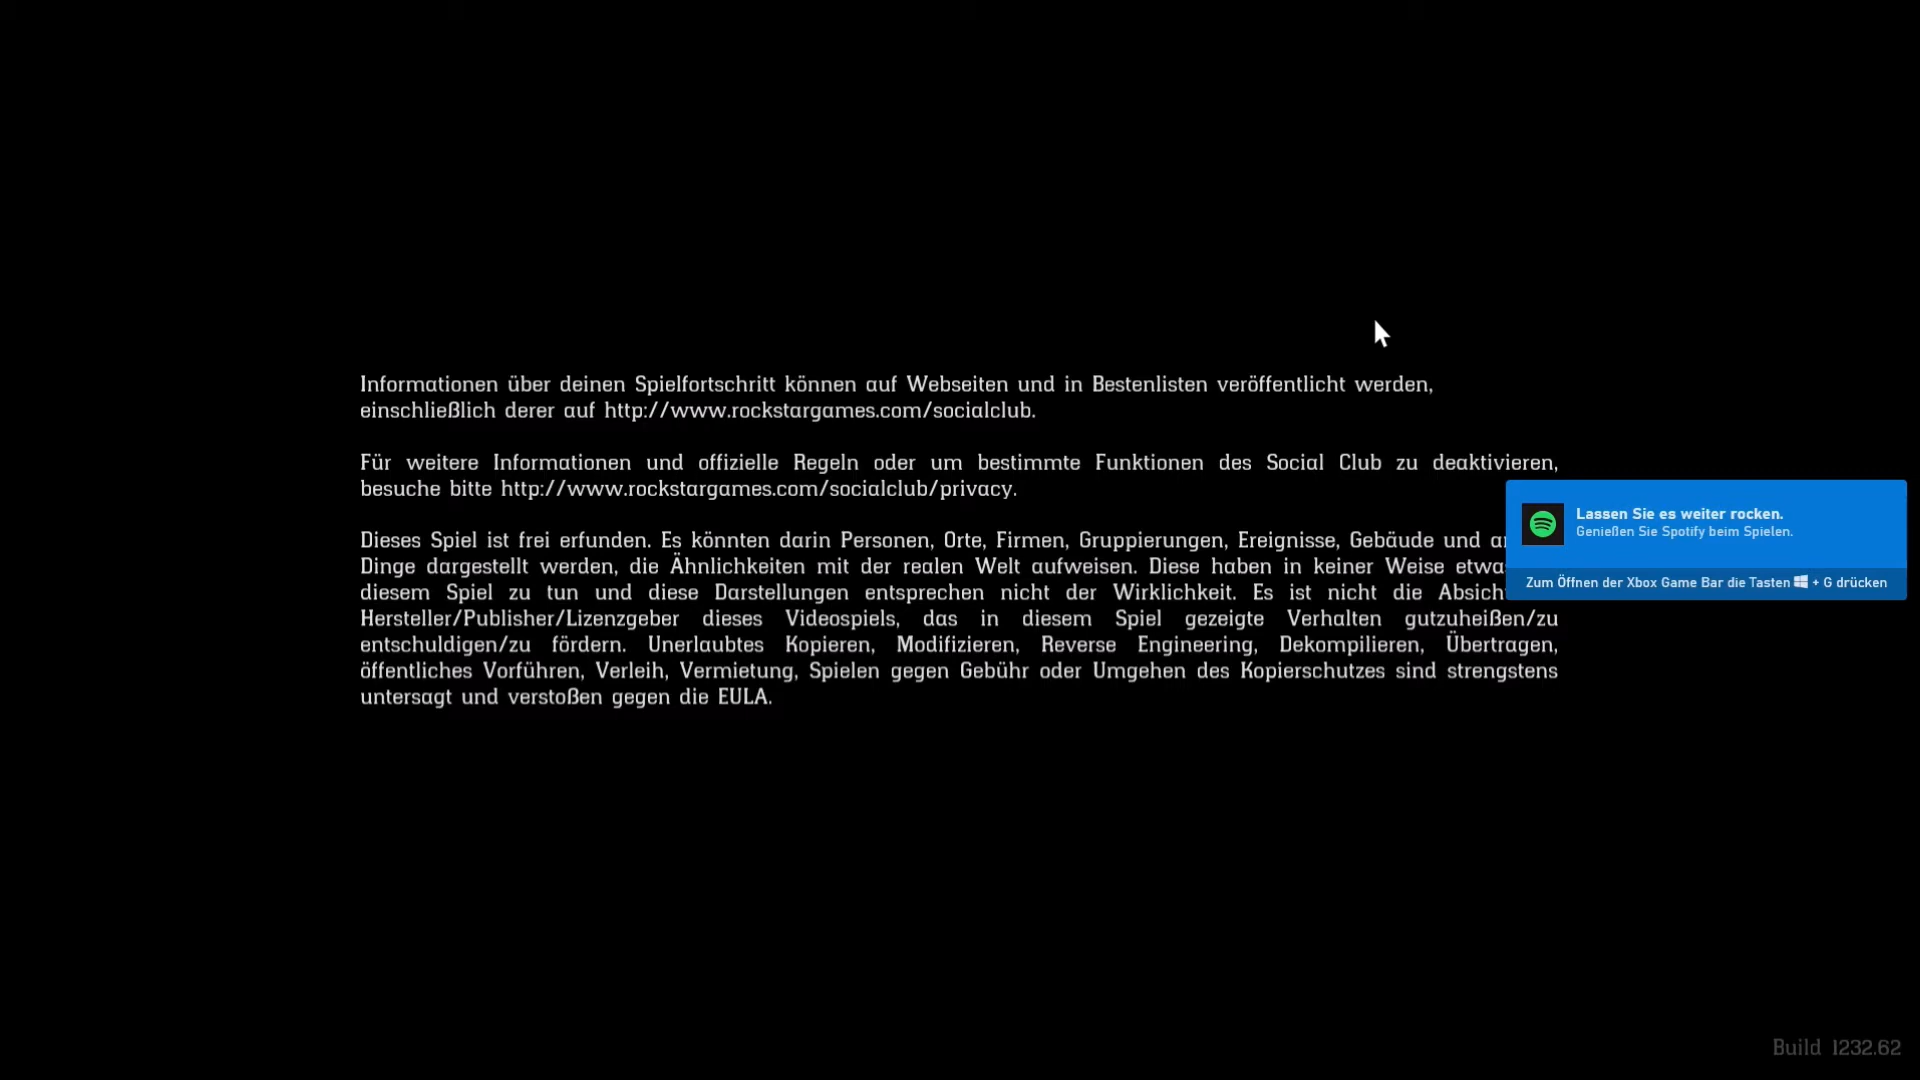 Informationen über deinen Spielfortschritt können auf Webseiten und in Bestenlisten veröffentlicht werden,
einschließlich derer auf http://www.rockstargames.com/socialclub.
Für weitere Informationen und offizielle Regeln oder um bestimmte Funktionen des Social Club zu deaktivieren,
besuche bitte http://www.rockstargames.com/socialclub/privacy.
Dieses Spiel ist frei erfunden. Es könnten darin Personen, Orte, Firmen, Gruppierungen, Ereignisse, Gebäude und
Dinge dargestellt werden, die Ähnlichkeiten mit der realen Welt aufweisen. Diese haben in keiner Weise
diesem Spiel zu tun und diese Darstellungen entsprechen nicht der Wirklichkeit. Es ist nicht die
Hersteller/Publisher/Lizenzgeber dieses Videospiels, das in diesem Spiel gezeigte Verhalten gutzuheißen/zu
entschuldigen/zu fördern. Unerlaubtes Kopieren, Modifizieren, Reverse Engineering, Dekompilieren, Übertragen,
öffentliches Vorführen, Verleih, Vermietung, Spielen gegen Gebühr oder Umgehen des Kopierschutzes sind strengstens
untersagt und verstoßen gegen die EULA.
Lassen Sie es weiter rocken.
Genießen Sie Spotify beim Spielen.
Zum Öffnen der Xbox Game Bar die Tasten + G drücken
Build 1232.62